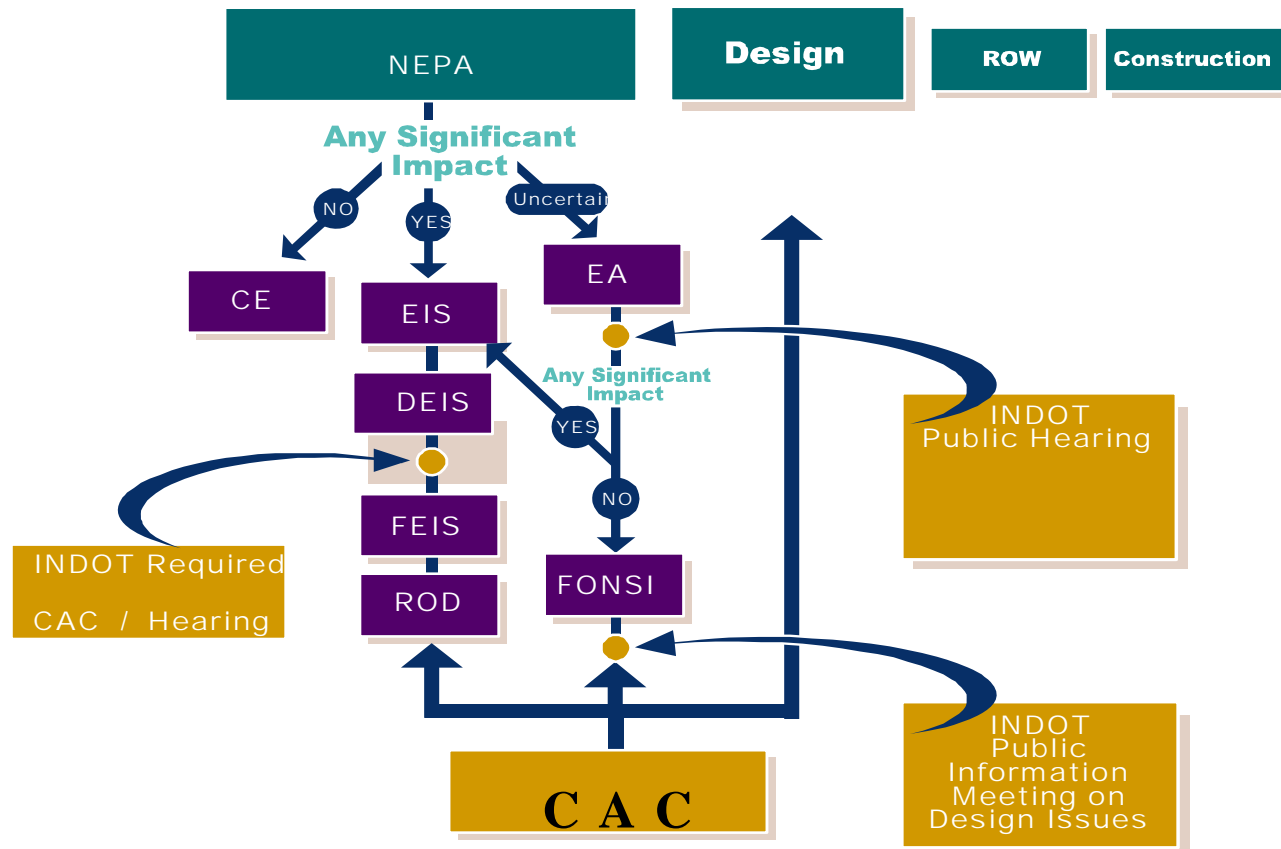 NEPA
Design
ROW
Construction
Any Significant
Impact
NO
YES
Uncertain
CE
EIS
EA
DEIS
Any Significant
Impact
YES
INDOT
Public Hearing
NO
FEIS
INDOT Required
CAC / Hearing
ROD
FONSI
INDOT
Public
Information
Meeting on
Design Issues
C A C